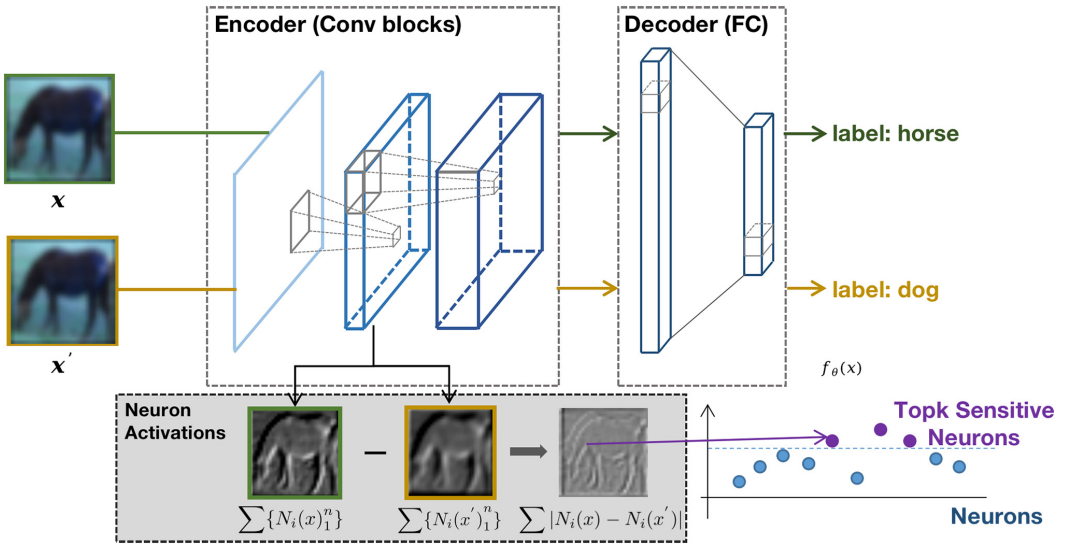 Encoder (Conv blocks)
Decoder (FC)
x
label: horse
x′
label: dog
f_θ(x)
Neuron
Activations
−
∑{N_i(x)_1^n}
∑{N_i(x′)_1^n}
∑|N_i(x) − N_i(x′)|
Topk Sensitive
Neurons
Neurons